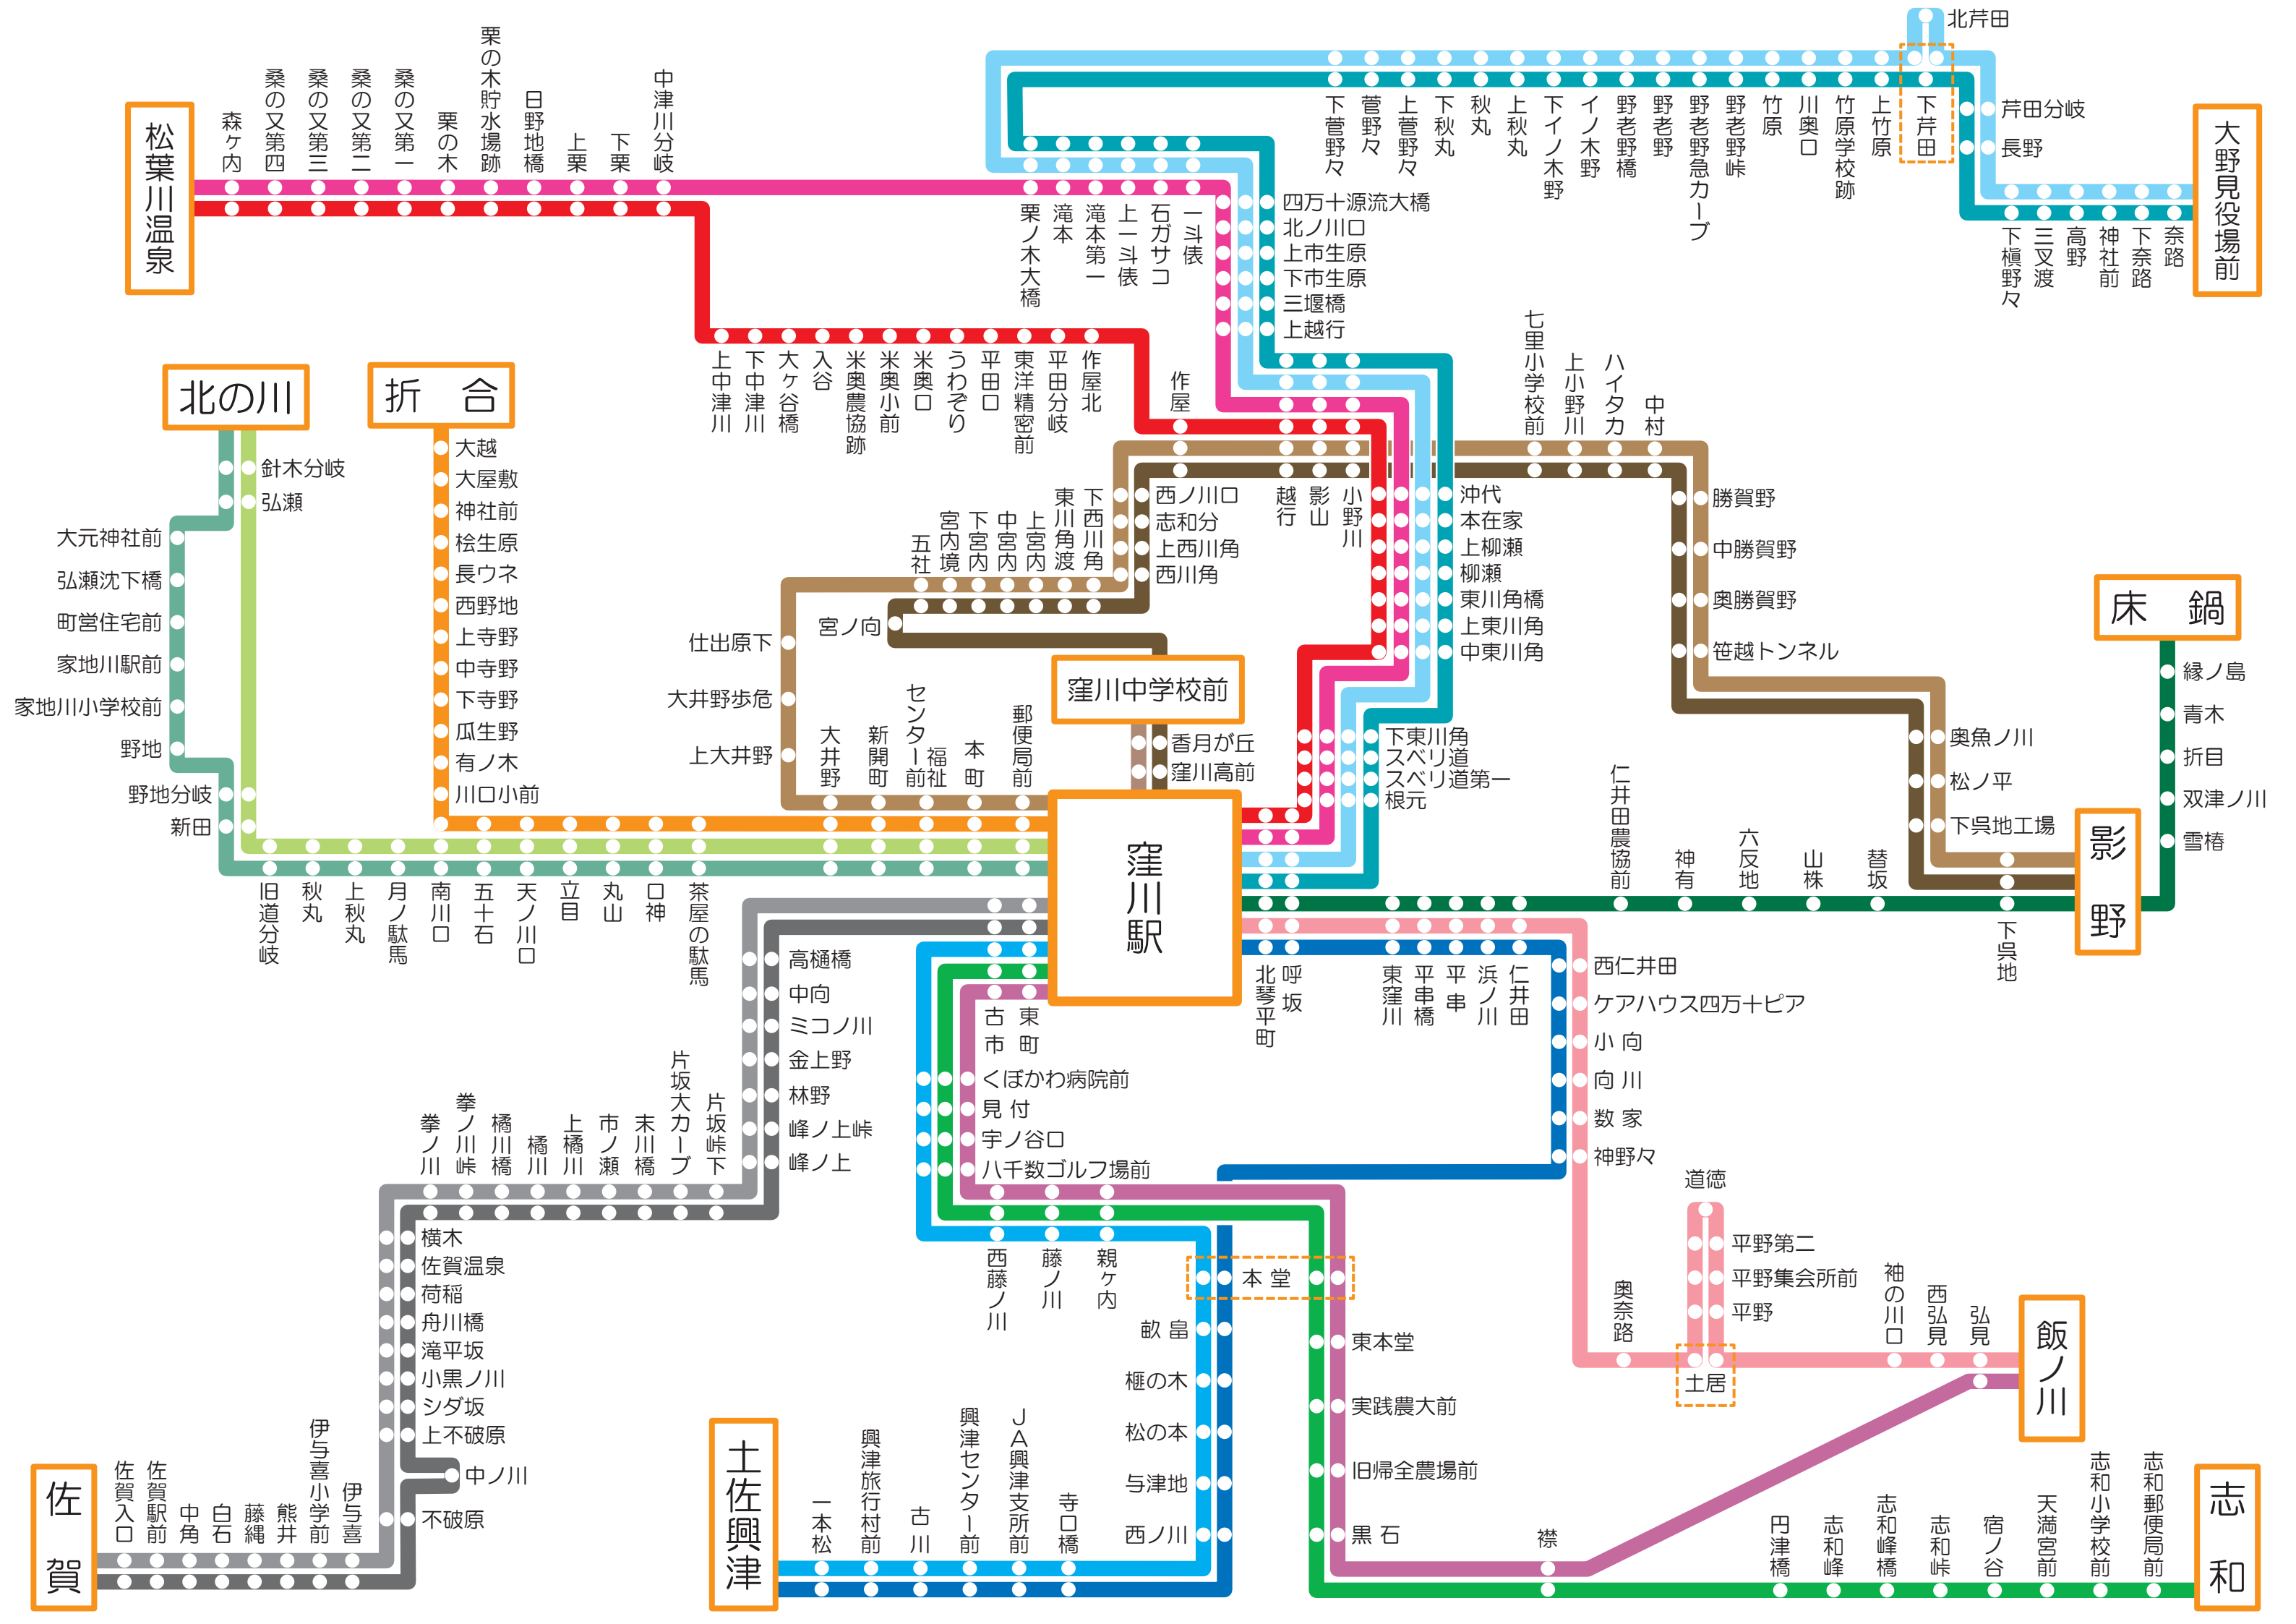 北芹田
下菅野々
菅野々
上菅野々
下秋丸
秋丸
上秋丸
下イノ木野
イノ木野
野老野橋
野老野
野老野急カーブ
野老野峠
竹原
川奥口
竹原学校跡
上竹原
下芹田
芹田分岐
長野
大野見役場前
下槇野々
三叉渡
高野
神社前
下奈路
奈路
松葉川温泉
森ヶ内
桑の又第四
桑の又第三
桑の又第二
桑の又第一
栗の木
栗の木貯水場跡
日野地橋
上栗
下栗
中津川分岐
栗ノ木大橋
滝本
滝本第一
上一斗俵
石ガサコ
一斗俵
四万十源流大橋
北ノ川口
上市生原
下市生原
三堰橋
上越行
上中津川
下中津川
大ヶ谷橋
入谷
米奥農協跡
米奥小前
米奥口
うわぞり
平田口
東洋精密前
平田分岐
作屋北
作屋
七里小学校前
上小野川
ハイタカ
中村
越行
影山
小野川
沖代
本在家
上柳瀬
柳瀬
東川角橋
上東川角
中東川角
勝賀野
中勝賀野
奥勝賀野
笹越トンネル
北の川
折 合
針木分岐
弘瀬
大元神社前
弘瀬沈下橋
町営住宅前
家地川駅前
家地川小学校前
野地
野地分岐
新田
大越
大屋敷
神社前
桧生原
長ウネ
西野地
上寺野
中寺野
下寺野
瓜生野
有ノ木
川口小前
五社
宮内境
下宮内
中宮内
上宮内
東川角渡
下西川角
西ノ川口
志和分
上西川角
西川角
宮ノ向
仕出原下
大井野歩危
上大井野
大井野
新開町
センター前
福祉
本町
郵便局前
窪川中学校前
香月が丘
窪川高前
下東川角
スベリ道
スベリ道第一
根元
窪川駅
床 鍋
縁ノ島
青木
折目
双津ノ川
雪椿
奥魚ノ川
松ノ平
下呉地工場
影野
仁井田農協前
神有
六反地
山株
替坂
下呉地
旧道分岐
秋丸
上秋丸
月ノ駄馬
南川口
五十石
天ノ川口
立目
丸山
口神
茶屋の駄馬
北琴平町
呼坂
東窪川
平串橋
平串
浜ノ川
仁井田
西仁井田
ケアハウス四万十ピア
小向
向川
数家
神野々
古市
東町
くぼかわ病院前
見付
宇ノ谷口
八千数ゴルフ場前
高樋橋
中向
ミコノ川
金上野
林野
峰ノ上峠
峰ノ上
拳ノ川
拳ノ川峠
橘川橋
橘川
上橘川
市ノ瀬
末川橋
片坂大カーブ
片坂峠下
横木
佐賀温泉
荷稲
舟川橋
滝平坂
小黒ノ川
シダ坂
上不破原
中ノ川
不破原
佐賀
佐賀入口
佐賀駅前
中角
白石
藤縄
熊井
伊与喜小学前
伊与喜
西藤ノ川
藤ノ川
親ヶ内
本堂
畝畠
榧の木
松の本
与津地
西ノ川
土佐興津
一本松
興津旅行村前
古川
興津センター前
JA興津支所前
寺口橋
東本堂
実践農大前
旧帰全農場前
黒石
道徳
平野第二
平野集会所前
平野
奥奈路
土居
袖の川口
西弘見
弘見
飯ノ川
襟
円津橋
志和峰
志和峰橋
志和峠
宿ノ谷
天満宮前
志和小学校前
志和郵便局前
志和